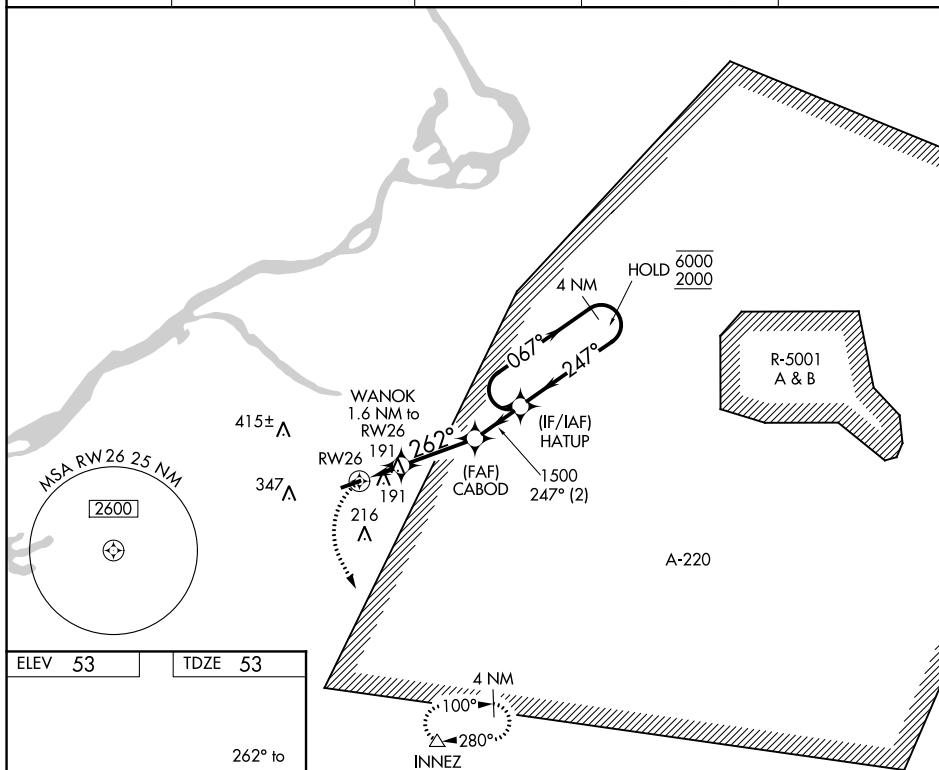 HOLD 6000
2000
4 NM
067°
247°
R-5001
A & B
WANOK
1.6 NM to
RW26
415±
191
262°
(IF/IAF)
HATUP
MSA RW26 25 NM
RW26
(FAF)
CABOD
347
191
1500
247° (2)
2600
216
A-220
ELEV 53
TDZE 53
4 NM
100°
280°
262° to
INNEZ